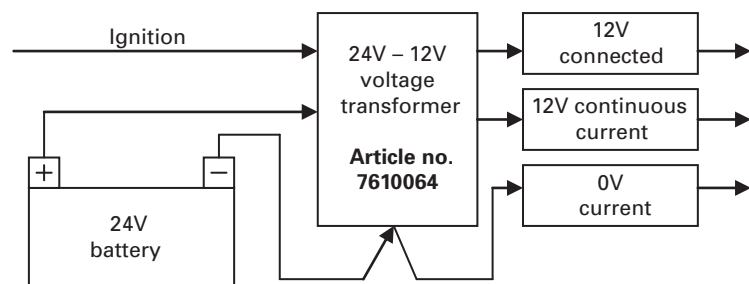 Ignition
24V – 12V
voltage
transformer
Article no.
7610064
12V
connected
12V continuous
current
0V
current
+
−
24V
battery